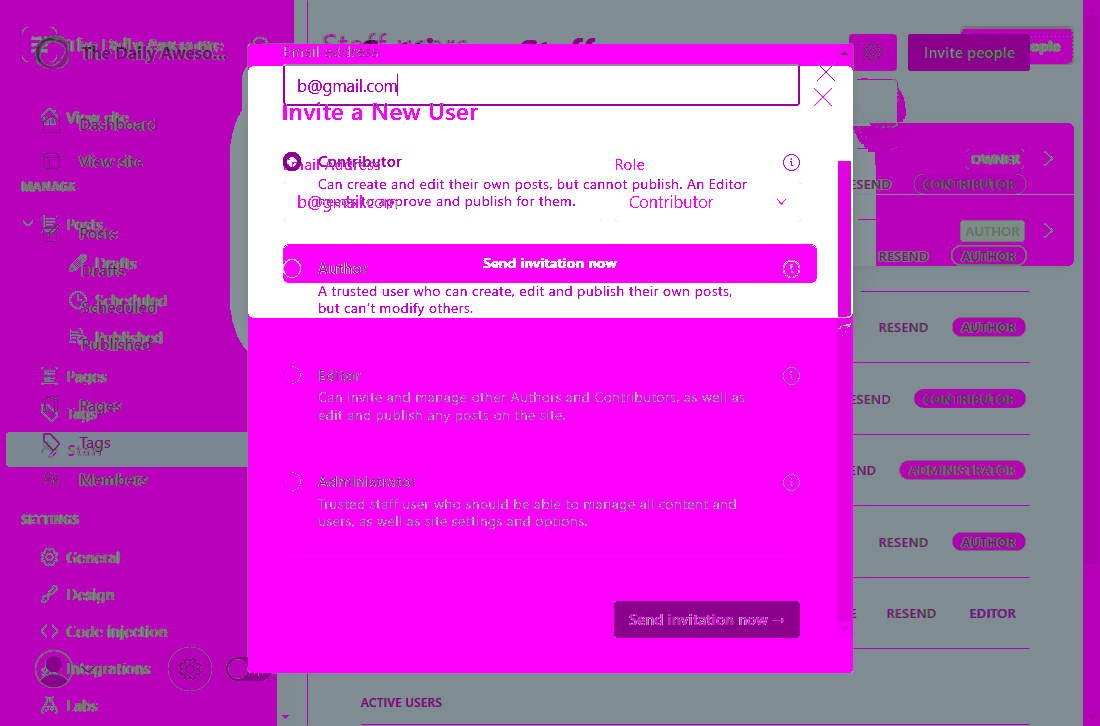 The Daily Aweso...
Invite people
View site
Dashboard
View site
MANAGE
Posts
Posts
Drafts
Drafts
Scheduled
Scheduled
Published
Published
Pages
Pages
Tags
Tags
Staff
Members
SETTINGS
General
Design
Code injection
Integrations
Labs
Email address
b@gmail.com
Invite a New User
Contributor
Email Address
Role
Can create and edit their own posts, but cannot publish. An Editor
needs to approve and publish for them.
b@gmail.com
Contributor
Send invitation now
Author
A trusted user who can create, edit and publish their own posts,
but can't modify others.
Editor
Can invite and manage other Authors and Contributors, as well as
edit and publish any posts on the site.
Administrator
Trusted staff user who should be able to manage all content and
users, as well as site settings and options.
Send invitation now →
OWNER
CONTRIBUTOR
AUTHOR
RESEND
AUTHOR
RESEND
AUTHOR
CONTRIBUTOR
ADMINISTRATOR
RESEND
AUTHOR
RESEND
EDITOR
ACTIVE USERS